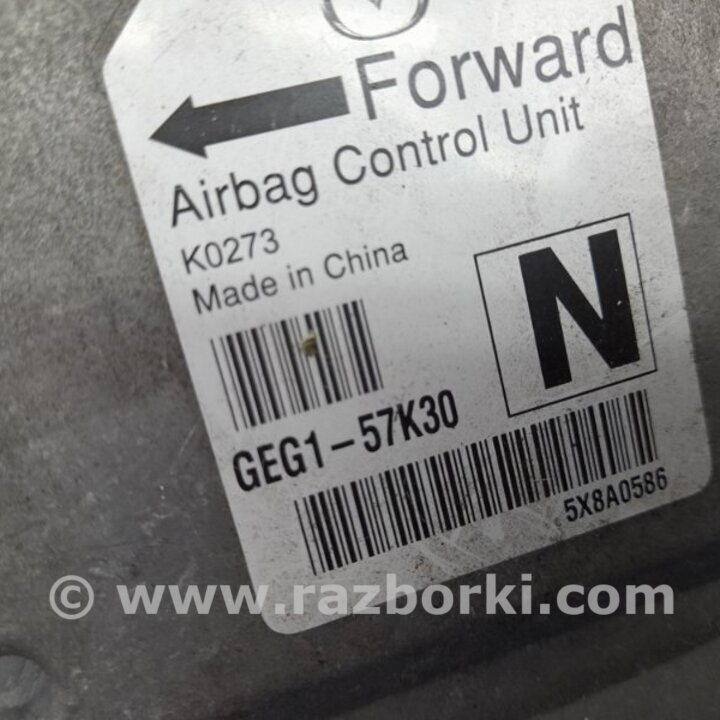 Forward
Airbag Control Unit
K0273
Made in China
N
GEG1-57K30
5X8A0586
© www.razborki.com